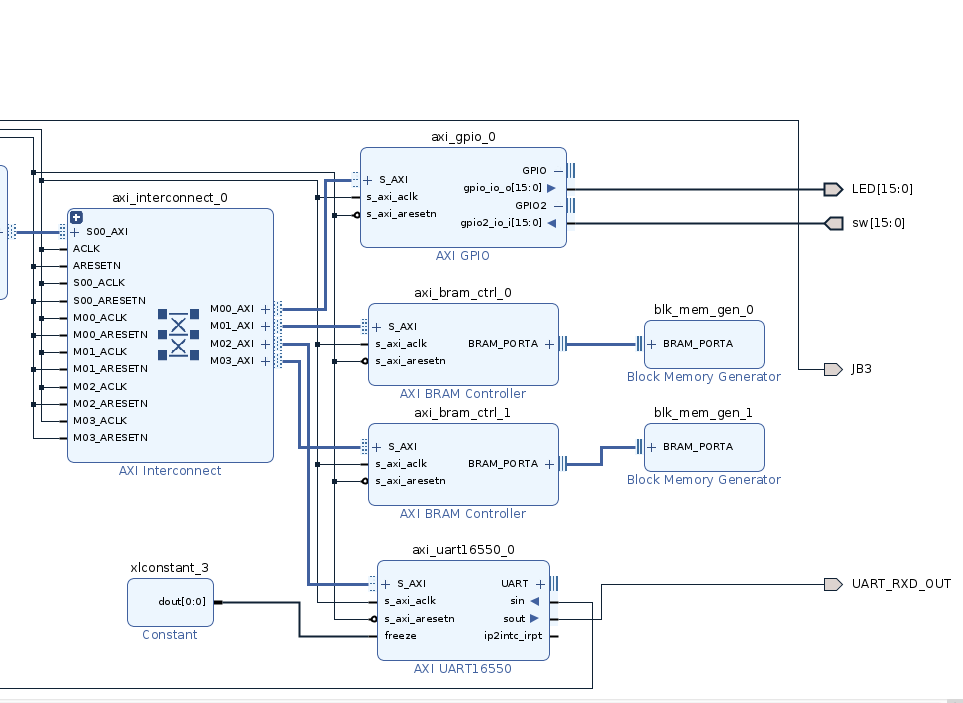 axi_gpio_0
S_AXI
s_axi_aclk
s_axi_aresetn
GPIO
gpio_io_o[15:0]
GPIO2
gpio2_io_i[15:0]
AXI GPIO
LED[15:0]
sw[15:0]
axi_interconnect_0
S00_AXI
ACLK
ARESETN
S00_ACLK
S00_ARESETN
M00_ACLK
M00_ARESETN
M01_ACLK
M01_ARESETN
M02_ACLK
M02_ARESETN
M03_ACLK
M03_ARESETN
M00_AXI
M01_AXI
M02_AXI
M03_AXI
AXI Interconnect
axi_bram_ctrl_0
S_AXI
s_axi_aclk
s_axi_aresetn
BRAM_PORTA
AXI BRAM Controller
blk_mem_gen_0
BRAM_PORTA
Block Memory Generator
JB3
axi_bram_ctrl_1
S_AXI
s_axi_aclk
s_axi_aresetn
BRAM_PORTA
AXI BRAM Controller
blk_mem_gen_1
BRAM_PORTA
Block Memory Generator
xlconstant_3
dout[0:0]
Constant
axi_uart16550_0
S_AXI
s_axi_aclk
s_axi_aresetn
freeze
UART
sin
sout
ip2intc_irpt
AXI UART16550
UART_RXD_OUT